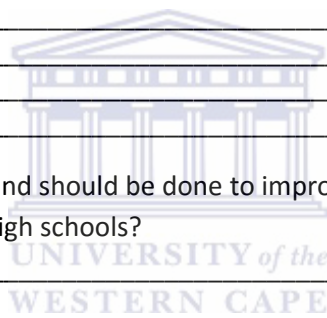 nd should be done to impro
igh schools?
UNIVERSITY of the
WESTERN CAPE